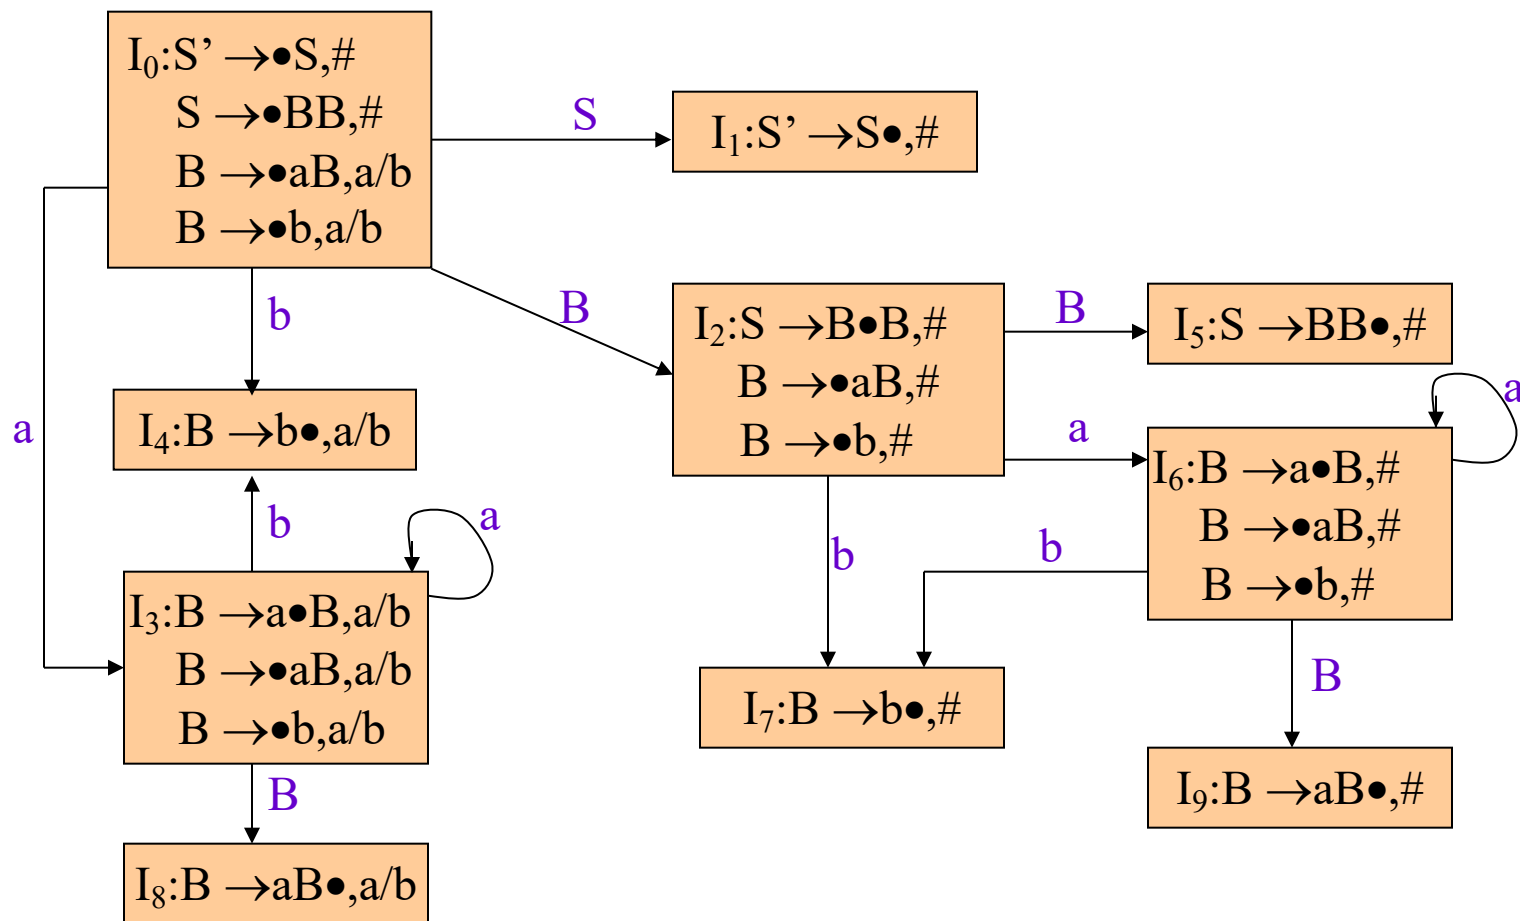 I₀:S’ →●S,#
S →●BB,#
B →●aB,a/b
B →●b,a/b
S
I₁:S’ →S●,#
a
b
B
I₂:S →B●B,#
B →●aB,#
B →●b,#
B
I₅:S →BB●,#
I₄:B →b●,a/b
a
a
I₆:B →a●B,#
B →●aB,#
B →●b,#
b
a
I₃:B →a●B,a/b
B →●aB,a/b
B →●b,a/b
b
b
I₇:B →b●,#
B
I₉:B →aB●,#
B
I₈:B →aB●,a/b